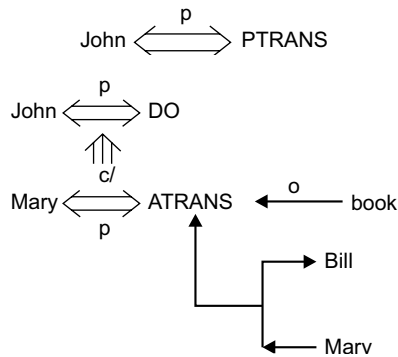 p
John PTRANS
p
John DO
c/
Mary ATRANS o book
p
Bill
Mary